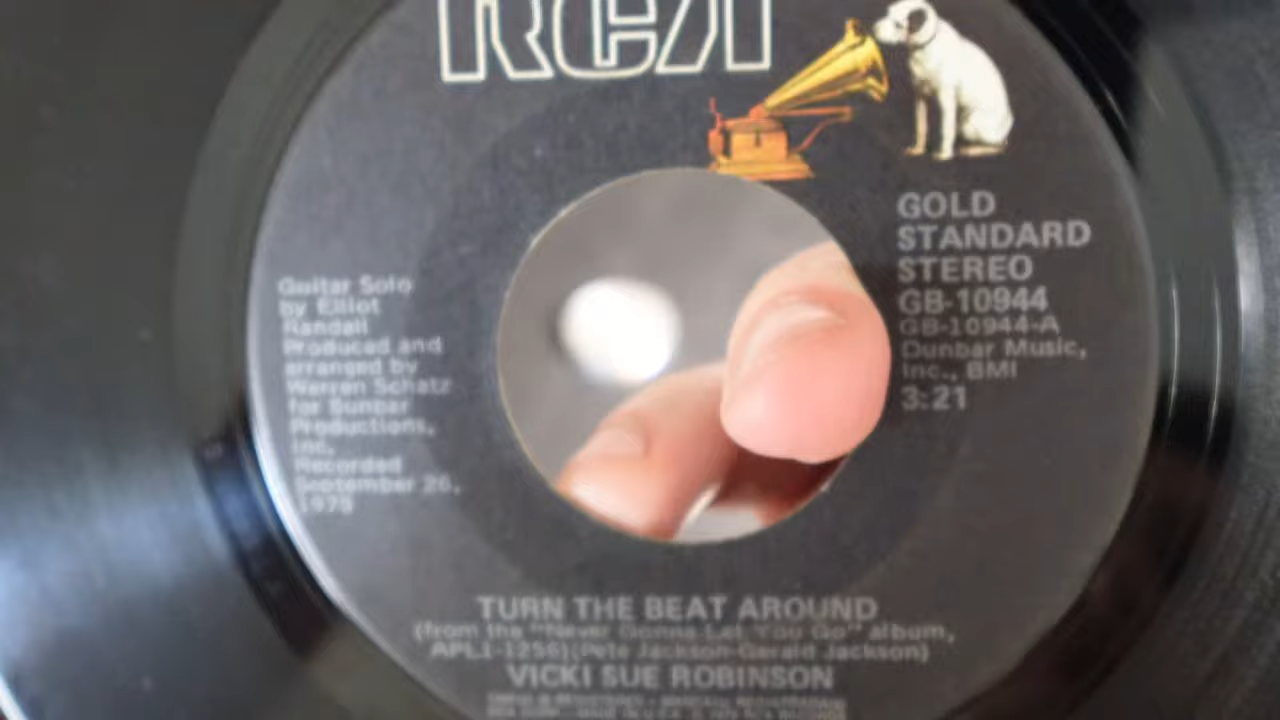 RCA
GOLD
STANDARD
STEREO
GB-10944
GB-10944-A
Dunbar Music,
Inc., BMI
3:21
Guitar Solo
by Elliot
Randall
Produced and
arranged by
Warren Schatz
for Sunbar
Productions,
Inc.
Recorded
September 26,
1975
TURN THE BEAT AROUND
(from the "Never Gonna Let You Go" album,
APL1-1256)(Pete Jackson-Gerald Jackson)
VICKI SUE ROBINSON